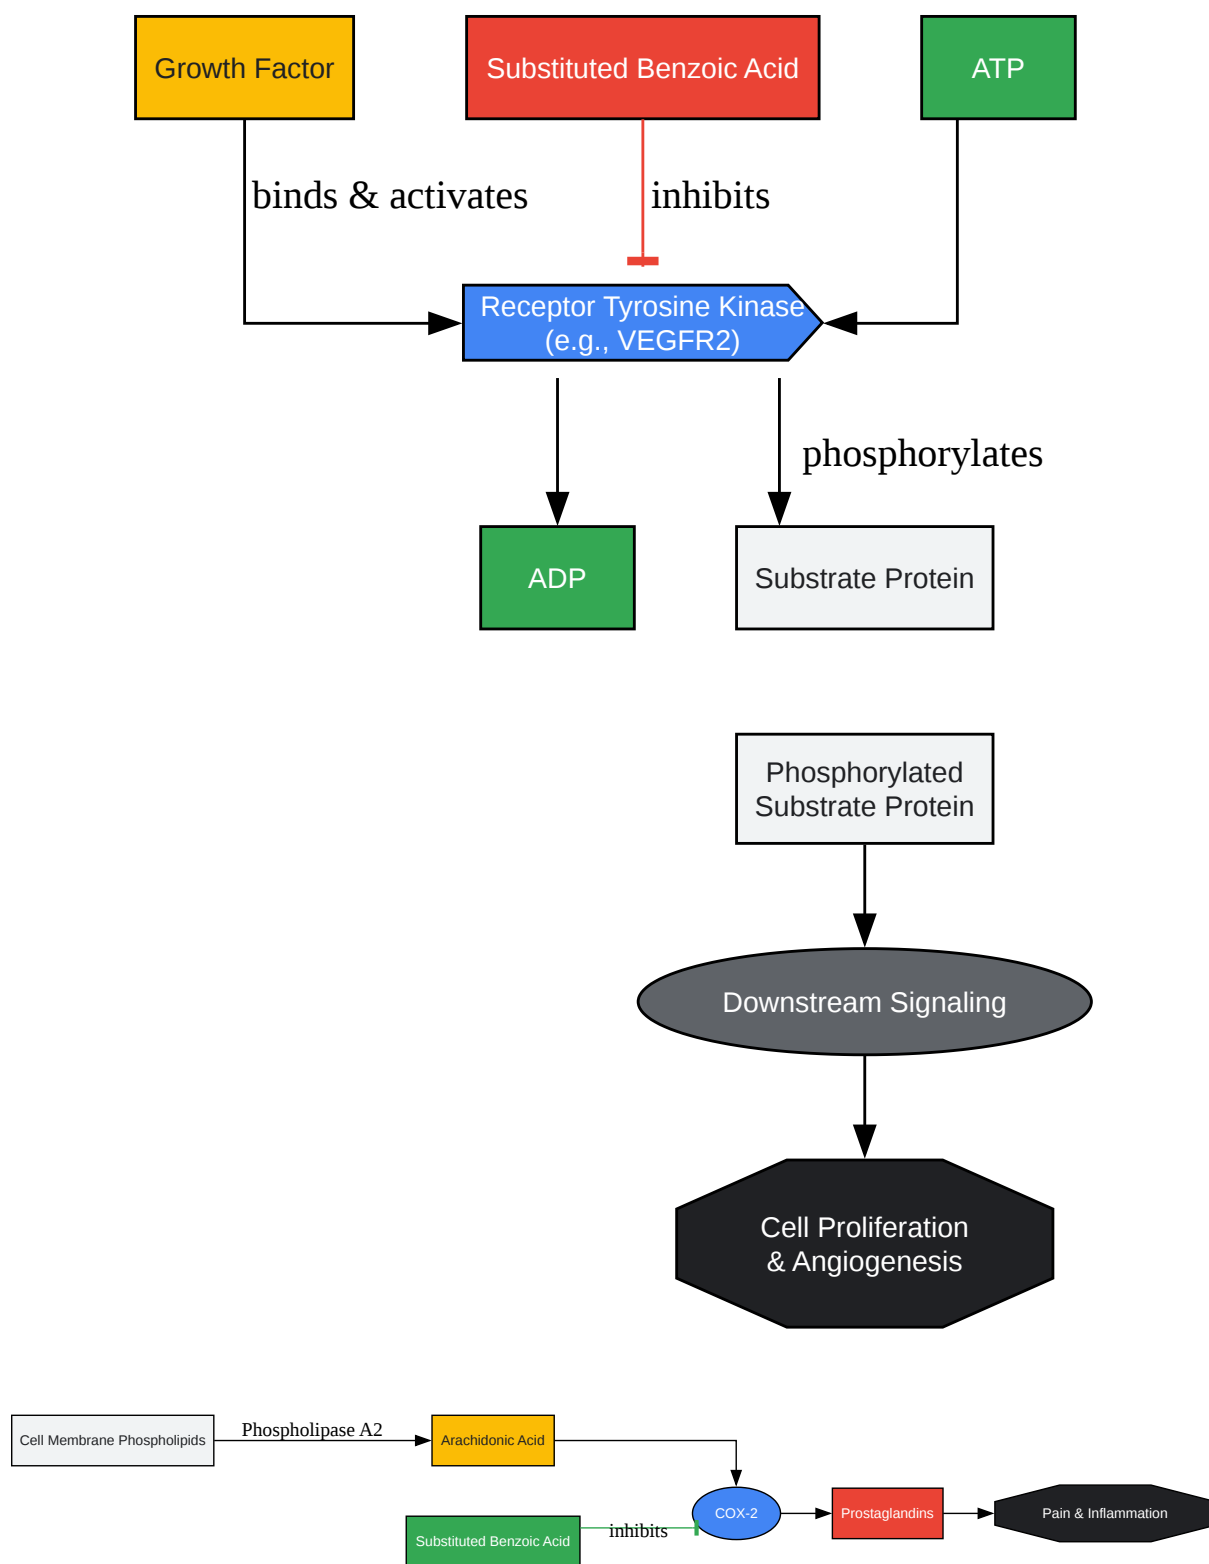 Growth Factor
Substituted Benzoic Acid
ATP
binds & activates
inhibits
Receptor Tyrosine Kinase
(e.g., VEGFR2)
phosphorylates
ADP
Substrate Protein
Phosphorylated
Substrate Protein
Downstream Signaling
Cell Proliferation
& Angiogenesis
Cell Membrane Phospholipids
Phospholipase A2
Arachidonic Acid
COX-2
Prostaglandins
Pain & Inflammation
Substituted Benzoic Acid
inhibits